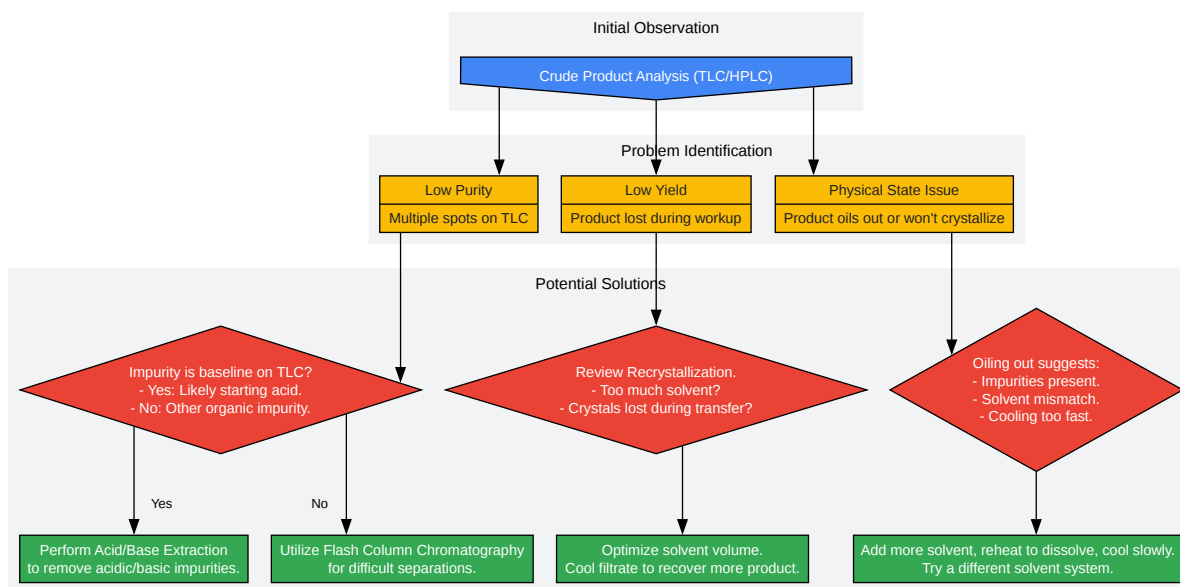 Initial Observation
Crude Product Analysis (TLC/HPLC)
Problem Identification
Low Purity
Multiple spots on TLC
Low Yield
Product lost during workup
Physical State Issue
Product oils out or won't crystallize
Potential Solutions
Impurity is baseline on TLC?
- Yes: Likely starting acid.
- No: Other organic impurity.
Review Recrystallization.
- Too much solvent?
- Crystals lost during transfer?
Oiling out suggests:
- Impurities present.
- Solvent mismatch.
- Cooling too fast.
Yes
No
Perform Acid/Base Extraction
to remove acidic/basic impurities.
Utilize Flash Column Chromatography
for difficult separations.
Optimize solvent volume.
Cool filtrate to recover more product.
Add more solvent, reheat to dissolve, cool slowly.
Try a different solvent system.